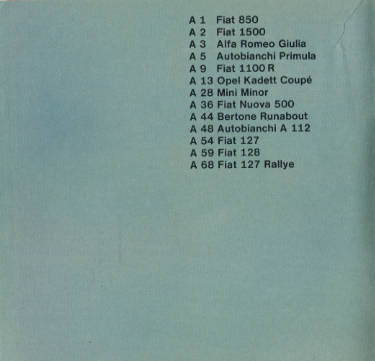 A 1 Fiat 850
A 2 Fiat 1500
A 3 Alfa Romeo Giulia
A 5 Autobianchi Primula
A 9 Fiat 1100 R
A 13 Opel Kadett Coupé
A 28 Mini Minor
A 36 Fiat Nuova 500
A 44 Bertone Runabout
A 48 Autobianchi A 112
A 54 Fiat 127
A 59 Fiat 128
A 68 Fiat 127 Rallye